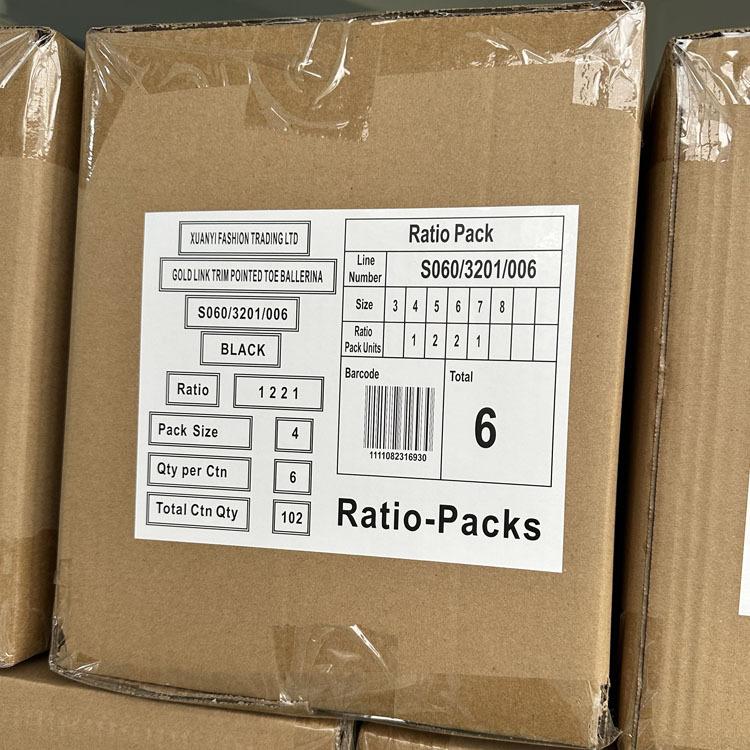 XUANYI FASHION TRADING LTD
GOLD LINK TRIM POINTED TOE BALLERINA
S060/3201/006
BLACK
Ratio 1 2 2 1
Pack Size 4
Qty per Ctn 6
Total Ctn Qty 102
Ratio Pack
Line Number S060/3201/006
Size 3 4 5 6 7 8
Ratio Pack Units 1 2 2 1
Barcode
1111082316930
Total
6
Ratio-Packs